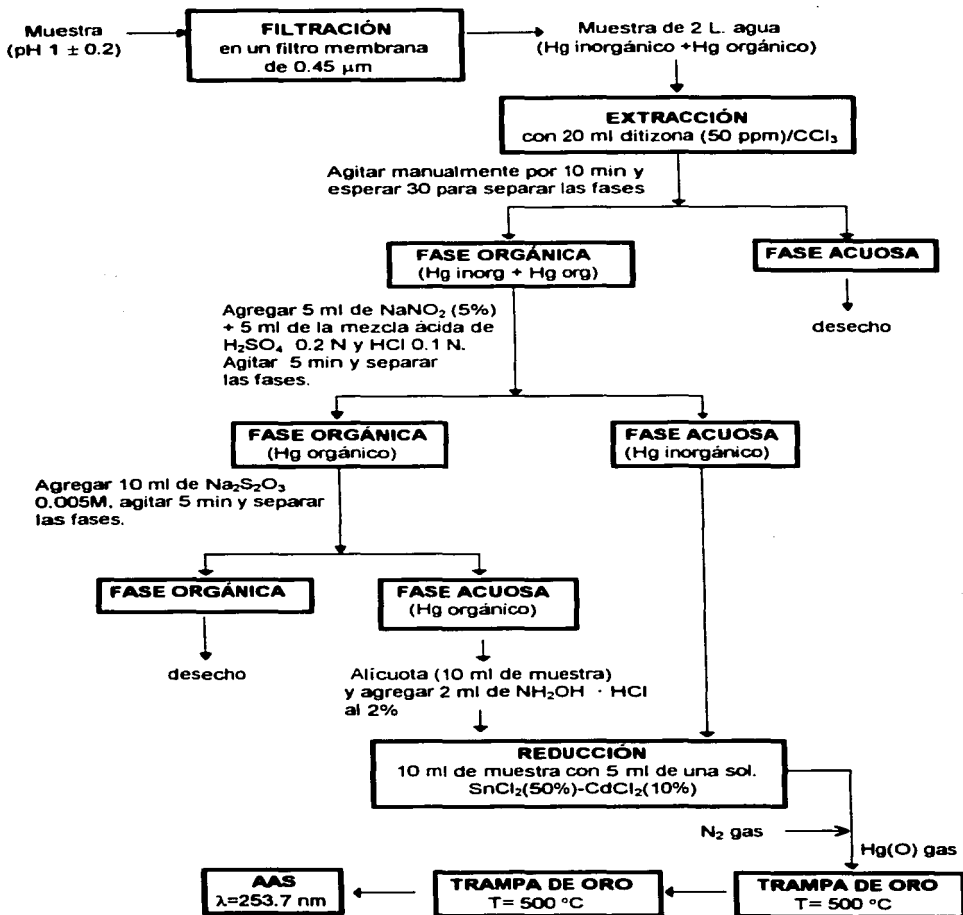 Muestra
(pH 1 ± 0.2)
FILTRACIÓN
en un filtro membrana
de 0.45 μm
Muestra de 2 L. agua
(Hg inorgánico +Hg orgánico)
EXTRACCIÓN
con 20 ml ditizona (50 ppm)/CCl₃
Agitar manualmente por 10 min y
esperar 30 para separar las fases
FASE ORGÁNICA
(Hg inorg + Hg org)
FASE ACUOSA
desecho
Agregar 5 ml de NaNO₂ (5%)
+ 5 ml de la mezcla ácida de
H₂SO₄ 0.2 N y HCl 0.1 N.
Agitar 5 min y separar
las fases.
FASE ORGÁNICA
(Hg orgánico)
FASE ACUOSA
(Hg inorgánico)
Agregar 10 ml de Na₂S₂O₃
0.005M, agitar 5 min y separar
las fases.
FASE ORGÁNICA
FASE ACUOSA
(Hg orgánico)
desecho
Alícuota (10 ml de muestra)
y agregar 2 ml de NH₂OH · HCl
al 2%
REDUCCIÓN
10 ml de muestra con 5 ml de una sol.
SnCl₂(50%)-CdCl₂(10%)
N₂ gas
Hg(O) gas
AAS
λ=253.7 nm
TRAMPA DE ORO
T= 500 °C
TRAMPA DE ORO
T= 500 °C